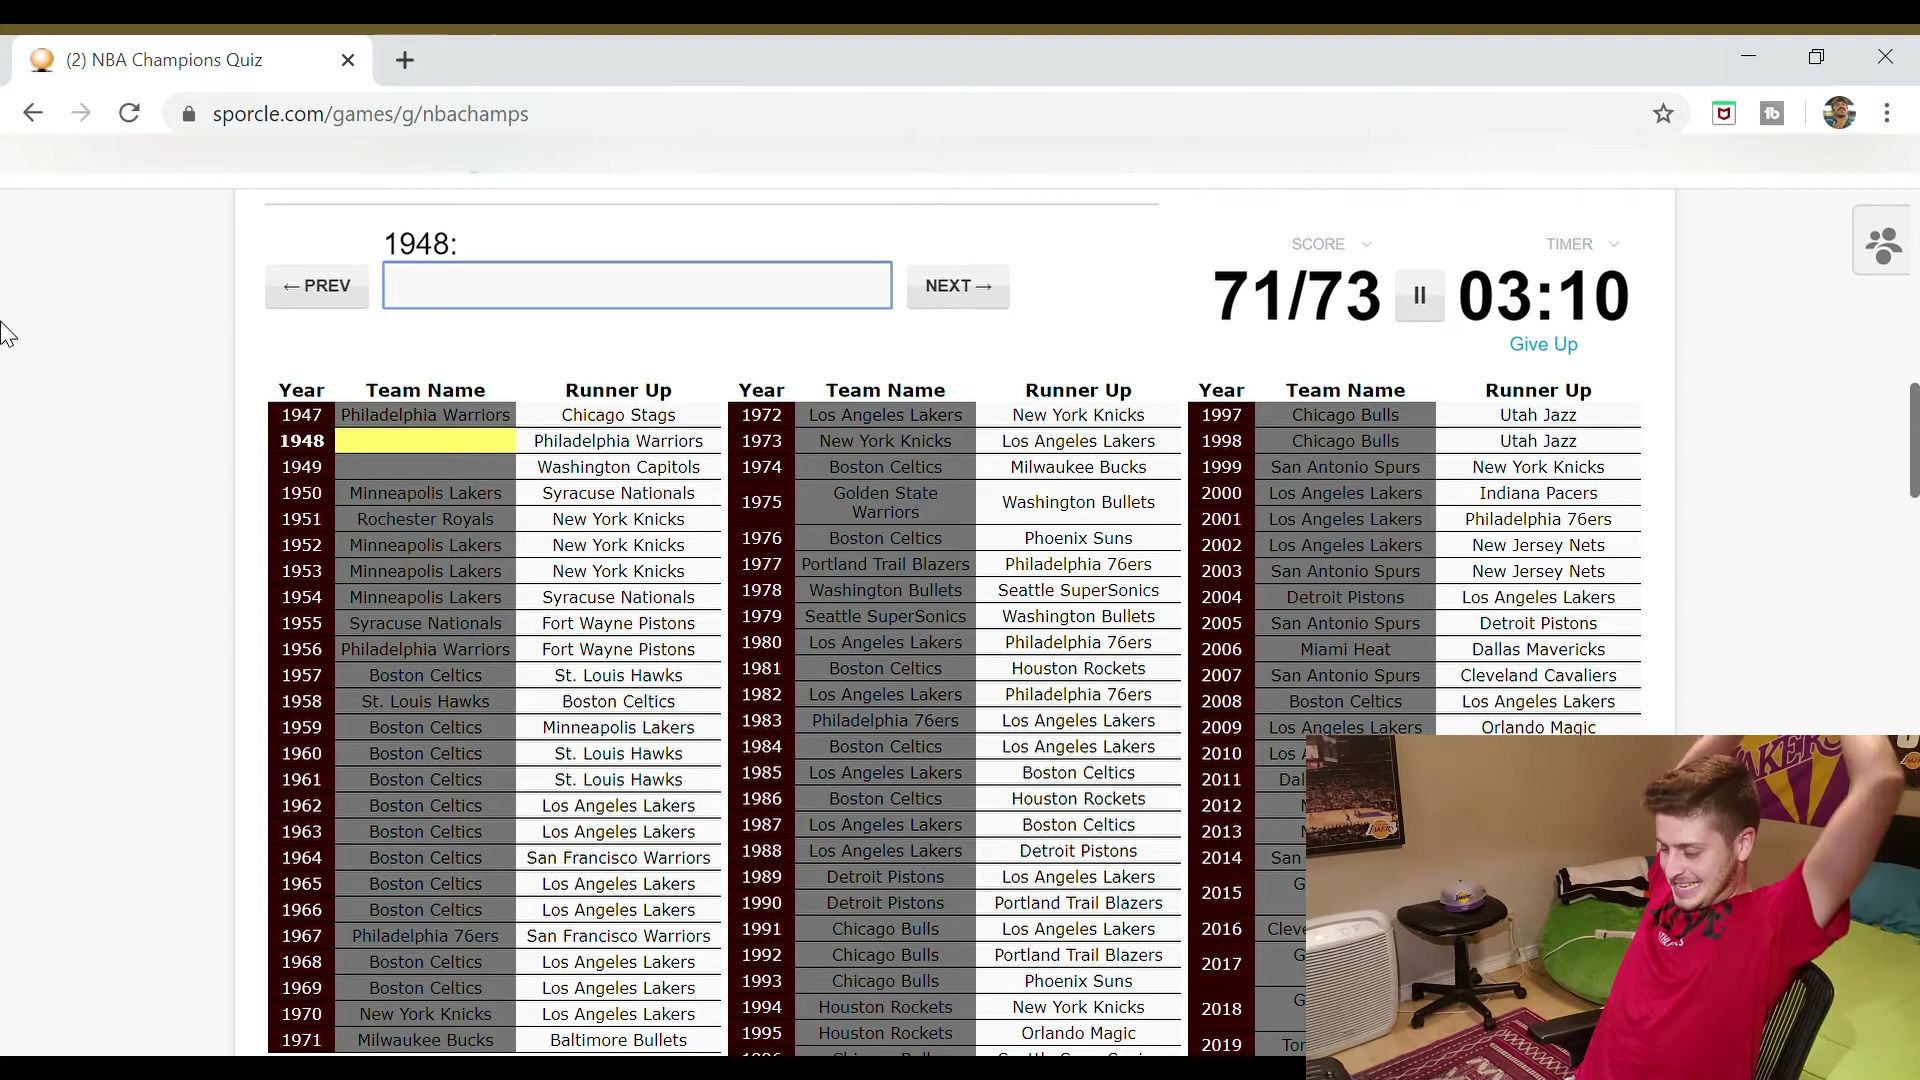 (2) NBA Champions Quiz
sporcle.com/games/g/nbachamps
1948:
← PREV
NEXT →
SCORE
TIMER
71/73
03:10
Give Up
Year Team Name Runner Up Year Team Name Runner Up Year Team Name Runner Up
1947 Philadelphia Warriors Chicago Stags 1972 Los Angeles Lakers New York Knicks 1997 Chicago Bulls Utah Jazz
1948 Philadelphia Warriors 1973 New York Knicks Los Angeles Lakers 1998 Chicago Bulls Utah Jazz
1949 Washington Capitols 1974 Boston Celtics Milwaukee Bucks 1999 San Antonio Spurs New York Knicks
1950 Minneapolis Lakers Syracuse Nationals 1975 Golden State Warriors Washington Bullets 2000 Los Angeles Lakers Indiana Pacers
1951 Rochester Royals New York Knicks 1976 Boston Celtics Phoenix Suns 2001 Los Angeles Lakers Philadelphia 76ers
1952 Minneapolis Lakers New York Knicks 1977 Portland Trail Blazers Philadelphia 76ers 2002 Los Angeles Lakers New Jersey Nets
1953 Minneapolis Lakers New York Knicks 1978 Washington Bullets Seattle SuperSonics 2003 San Antonio Spurs New Jersey Nets
1954 Minneapolis Lakers Syracuse Nationals 1979 Seattle SuperSonics Washington Bullets 2004 Detroit Pistons Los Angeles Lakers
1955 Syracuse Nationals Fort Wayne Pistons 1980 Los Angeles Lakers Philadelphia 76ers 2005 San Antonio Spurs Detroit Pistons
1956 Philadelphia Warriors Fort Wayne Pistons 1981 Boston Celtics Houston Rockets 2006 Miami Heat Dallas Mavericks
1957 Boston Celtics St. Louis Hawks 1982 Los Angeles Lakers Philadelphia 76ers 2007 San Antonio Spurs Cleveland Cavaliers
1958 St. Louis Hawks Boston Celtics 1983 Philadelphia 76ers Los Angeles Lakers 2008 Boston Celtics Los Angeles Lakers
1959 Boston Celtics Minneapolis Lakers 1984 Boston Celtics Los Angeles Lakers 2009 Los Angeles Lakers Orlando Magic
1960 Boston Celtics St. Louis Hawks 1985 Los Angeles Lakers Boston Celtics 2010 Los
1961 Boston Celtics St. Louis Hawks 1986 Boston Celtics Houston Rockets 2011 Dal
1962 Boston Celtics Los Angeles Lakers 1987 Los Angeles Lakers Boston Celtics 2012
1963 Boston Celtics Los Angeles Lakers 1988 Los Angeles Lakers Detroit Pistons 2013
1964 Boston Celtics San Francisco Warriors 1989 Detroit Pistons Los Angeles Lakers 2014 San
1965 Boston Celtics Los Angeles Lakers 1990 Detroit Pistons Portland Trail Blazers 2015 G
1966 Boston Celtics Los Angeles Lakers 1991 Chicago Bulls Los Angeles Lakers 2016 Cleve
1967 Philadelphia 76ers San Francisco Warriors 1992 Chicago Bulls Portland Trail Blazers 2017 G
1968 Boston Celtics Los Angeles Lakers 1993 Chicago Bulls Phoenix Suns 2018 G
1969 Boston Celtics Los Angeles Lakers 1994 Houston Rockets New York Knicks 2019 Tor
1970 New York Knicks Los Angeles Lakers 1995 Houston Rockets Orlando Magic
1971 Milwaukee Bucks Baltimore Bullets
LAKERS